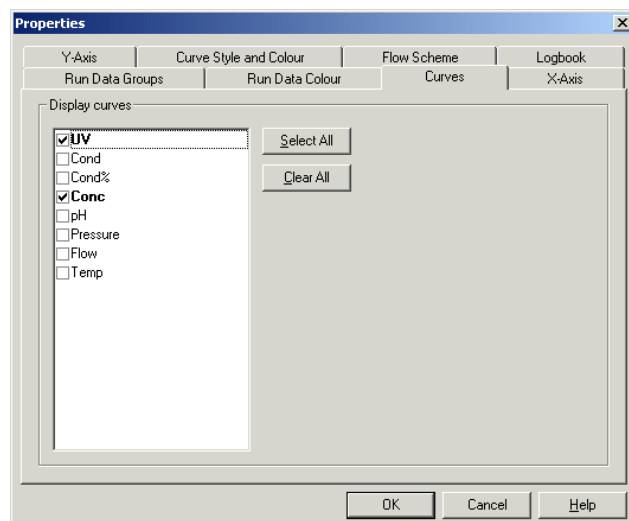 Properties
Y-Axis Curve Style and Colour Flow Scheme Logbook
Run Data Groups Run Data Colour Curves X-Axis
Display curves
UV
Cond
Cond%
Conc
pH
Pressure
Flow
Temp
Select All
Clear All
OK Cancel Help